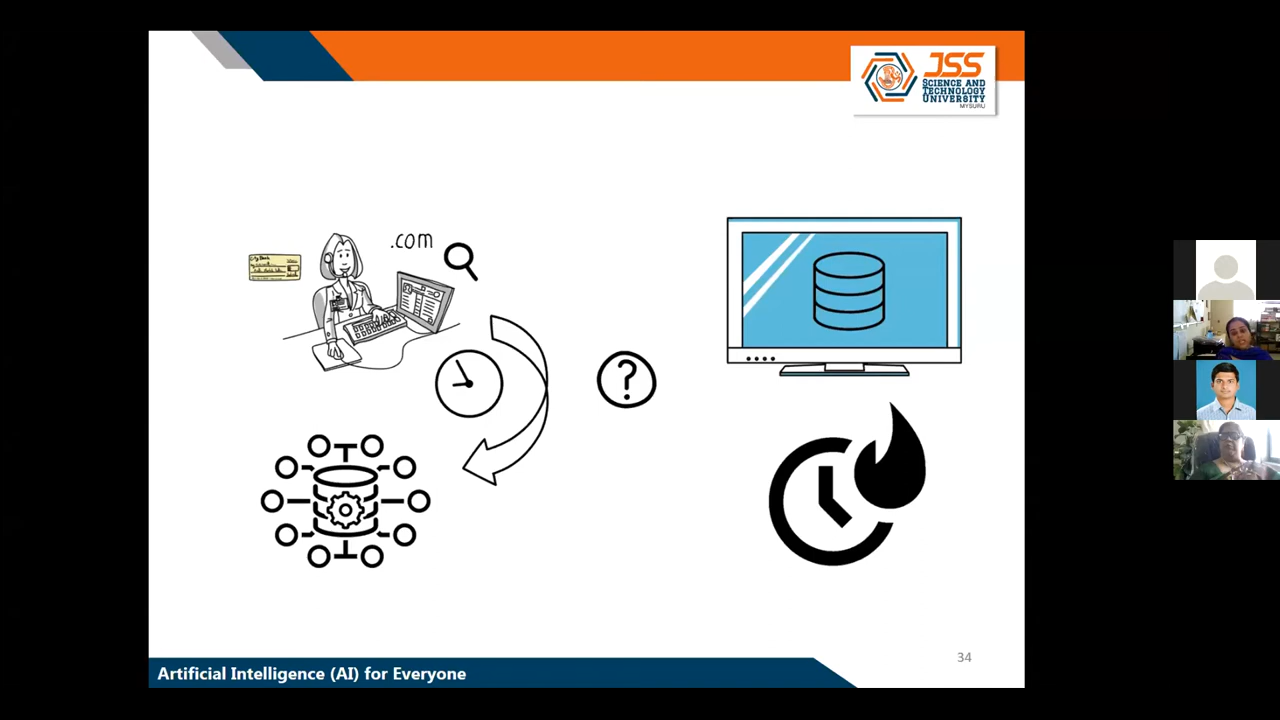 JSS
SCIENCE AND
TECHNOLOGY
UNIVERSITY
MYSURU
.com
?
34
Artificial Intelligence (AI) for Everyone